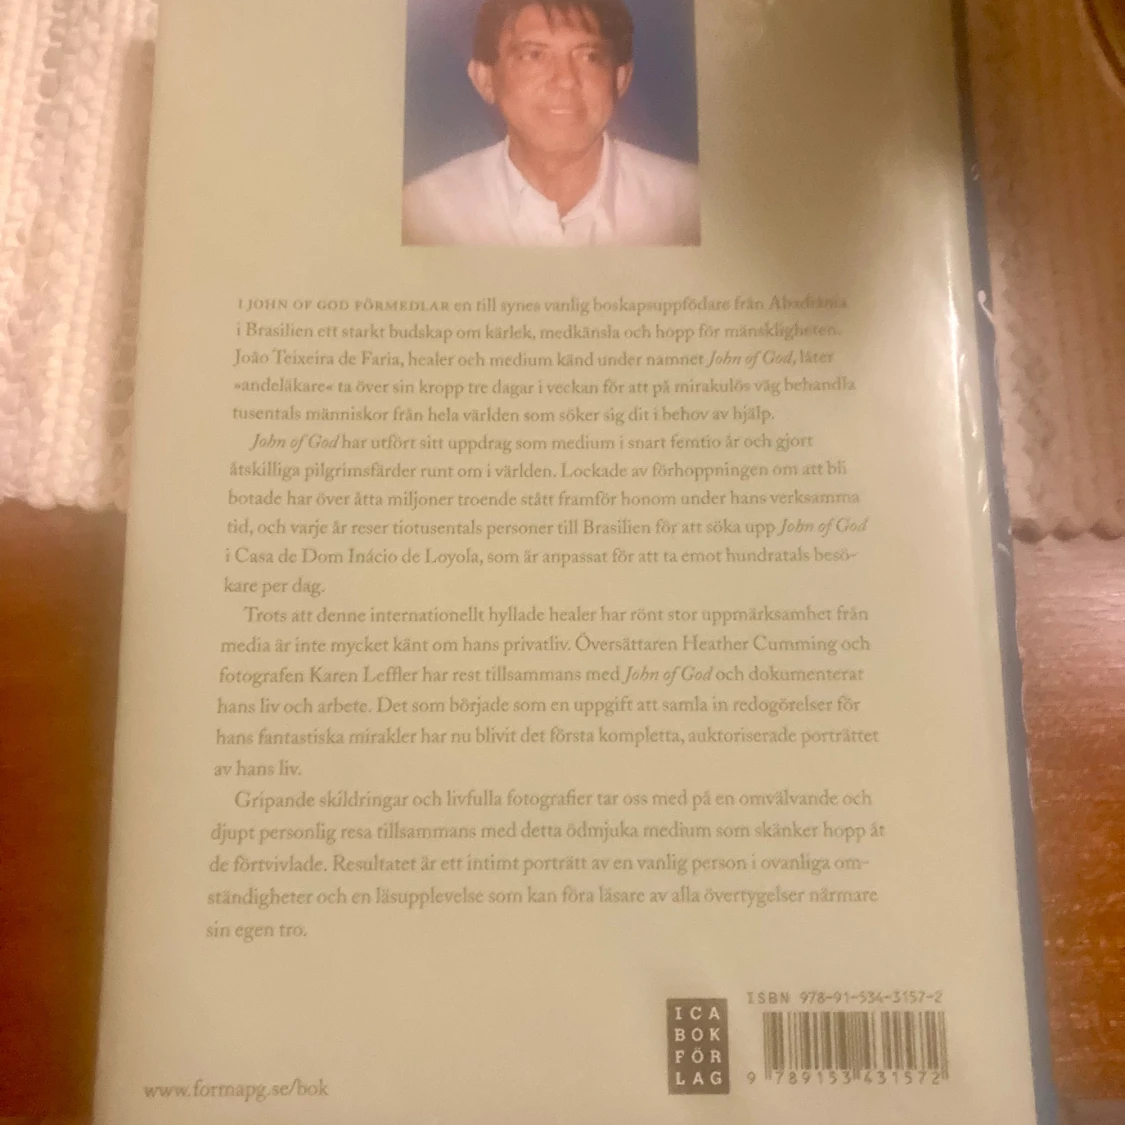 I JOHN OF GOD FÖRMEDLAR en till synes vanlig boskapsuppfödare från Abadiânia
i Brasilien ett starkt budskap om kärlek, medkänsla och hopp för mänskligheten.
João Teixeira de Faria, healer och medium känd under namnet John of God, låter
»andeläkare« ta över sin kropp tre dagar i veckan för att på mirakulös väg behandla
tusentals människor från hela världen som söker sig dit i behov av hjälp.
John of God har utfört sitt uppdrag som medium i snart femtio år och gjort
åtskilliga pilgrimsfärder runt om i världen. Lockade av förhoppningen om att bli
botade har över åtta miljoner troende stått framför honom under hans verksamma
tid, och varje år reser tiotusentals personer till Brasilien för att söka upp John of God
i Casa de Dom Inácio de Loyola, som är anpassat för att ta emot hundratals besö-
kare per dag.
Trots att denne internationellt hyllade healer har rönt stor uppmärksamhet från
media är inte mycket känt om hans privatliv. Översättaren Heather Cumming och
fotografen Karen Leffler har rest tillsammans med John of God och dokumenterat
hans liv och arbete. Det som började som en uppgift att samla in redogörelser för
hans fantastiska mirakler har nu blivit det första kompletta, auktoriserade porträttet
av hans liv.
Gripande skildringar och livfulla fotografier tar oss med på en omvälvande och
djupt personlig resa tillsammans med detta ödmjuka medium som skänker hopp åt
de förtvivlade. Resultatet är ett intimt porträtt av en vanlig person i ovanliga om-
ständigheter och en läsupplevelse som kan föra läsare av alla övertygelser närmare
sin egen tro.
ISBN 978-91-534-3157-2
ICA
BOK
FÖR
LAG
9 789153 431572
www.formapg.se/bok